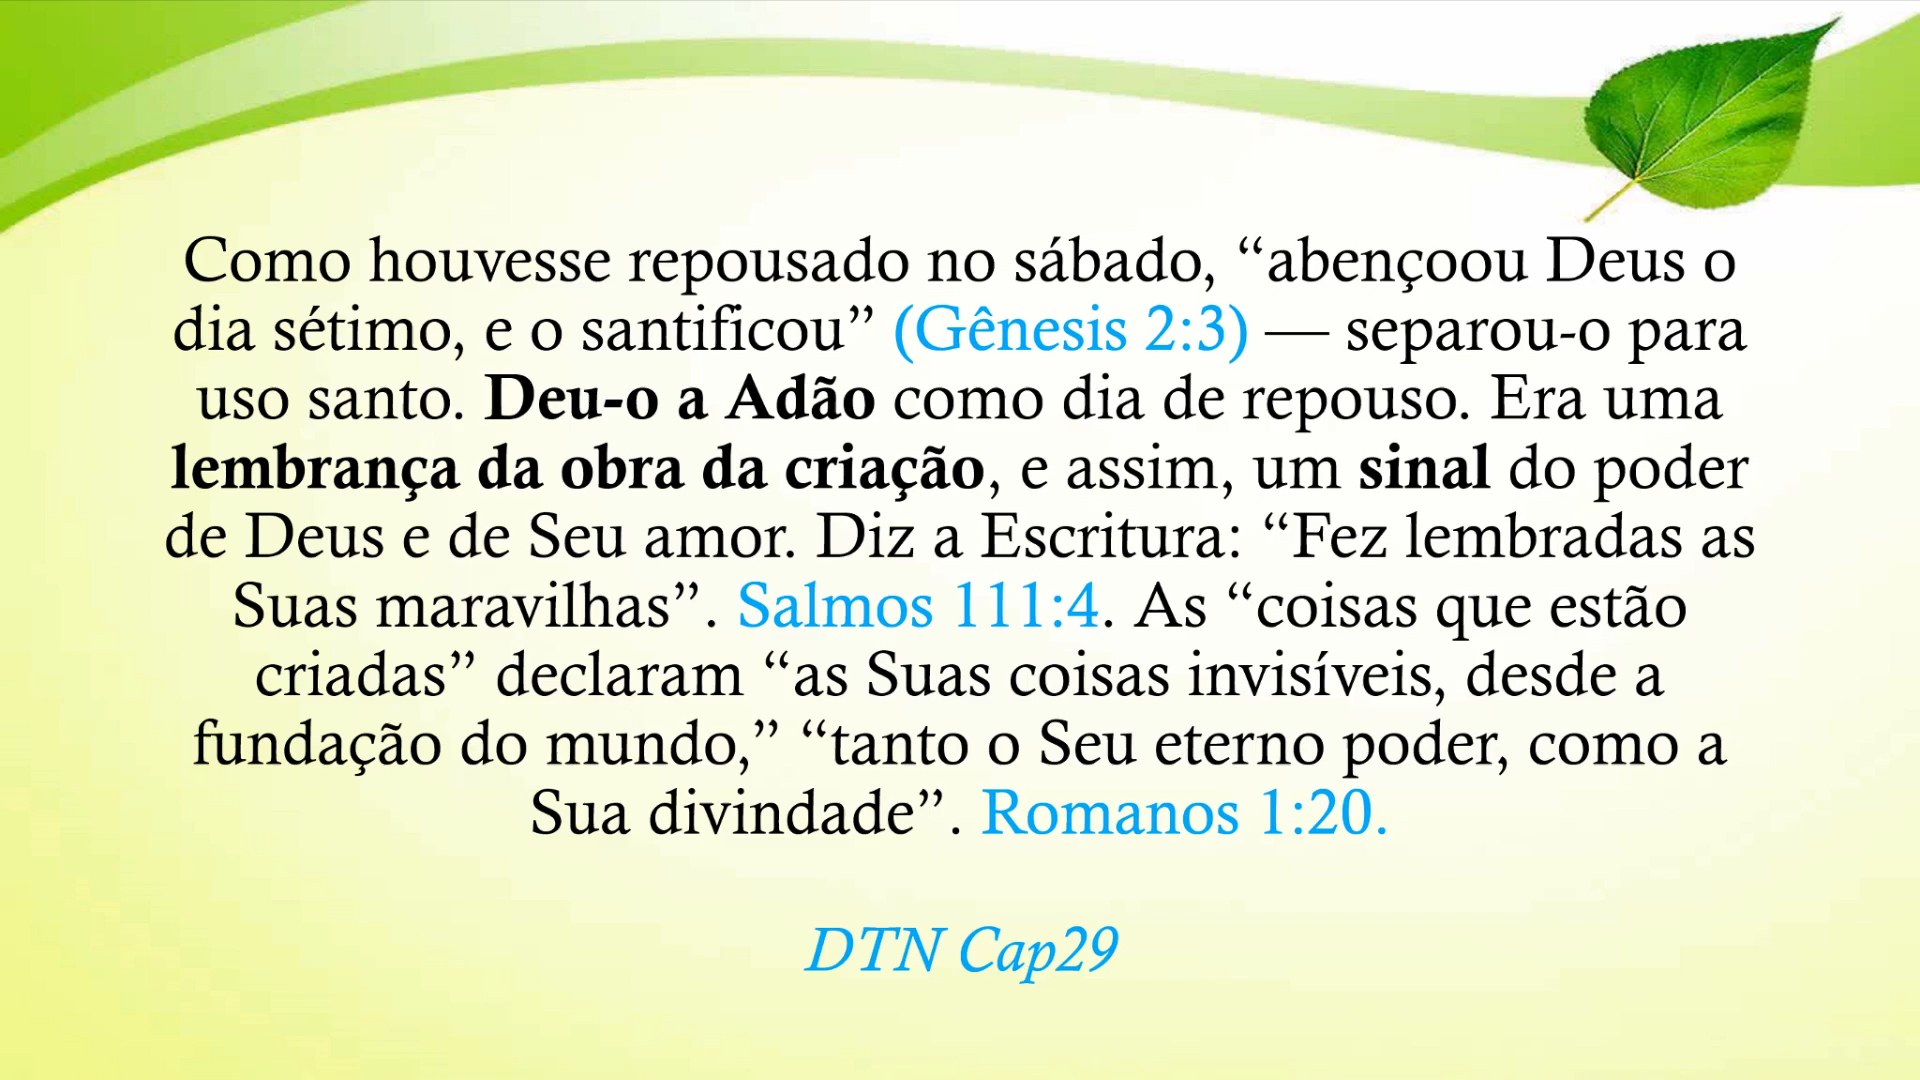 Como houvesse repousado no sábado, “abençoou Deus o
dia sétimo, e o santificou” (Gênesis 2:3) — separou-o para
uso santo. Deu-o a Adão como dia de repouso. Era uma
lembrança da obra da criação, e assim, um sinal do poder
de Deus e de Seu amor. Diz a Escritura: “Fez lembradas as
Suas maravilhas”. Salmos 111:4. As “coisas que estão
criadas” declaram “as Suas coisas invisíveis, desde a
fundação do mundo,” “tanto o Seu eterno poder, como a
Sua divindade”. Romanos 1:20.
DTN Cap29